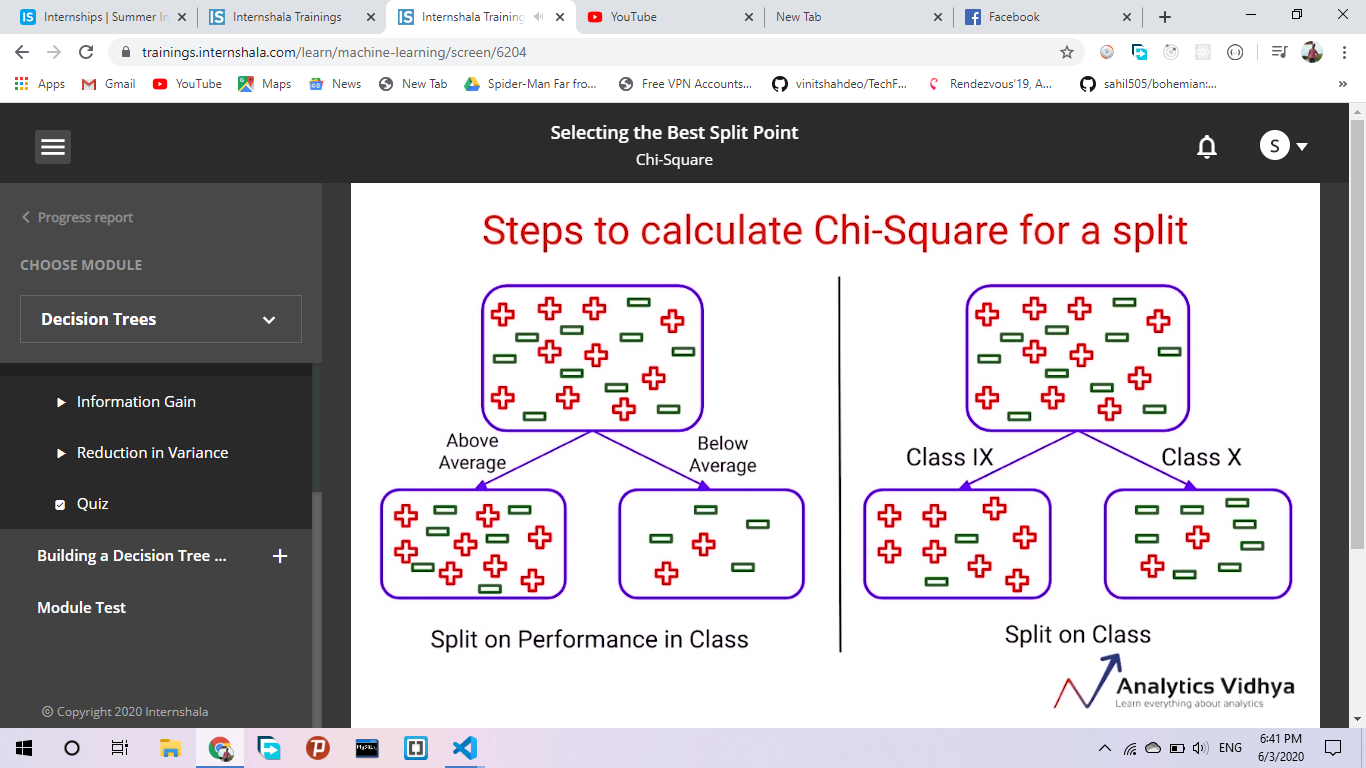 Internships | Summer In
Internshala Trainings
Internshala Training
YouTube
New Tab
Facebook
trainings.internshala.com/learn/machine-learning/screen/6204
Apps
Gmail
YouTube
Maps
News
New Tab
Spider-Man Far fro...
Free VPN Accounts...
vinitshahdeo/TechF...
Rendezvous'19, A...
sahil505/bohemian:...
Selecting the Best Split Point
Chi-Square
S
Progress report
CHOOSE MODULE
Decision Trees
Information Gain
Reduction in Variance
Quiz
Building a Decision Tree ...
Module Test
© Copyright 2020 Internshala
Steps to calculate Chi-Square for a split
Above
Average
Below
Average
Split on Performance in Class
Class IX
Class X
Split on Class
Analytics Vidhya
Learn everything about analytics
ENG
6:41 PM
6/3/2020